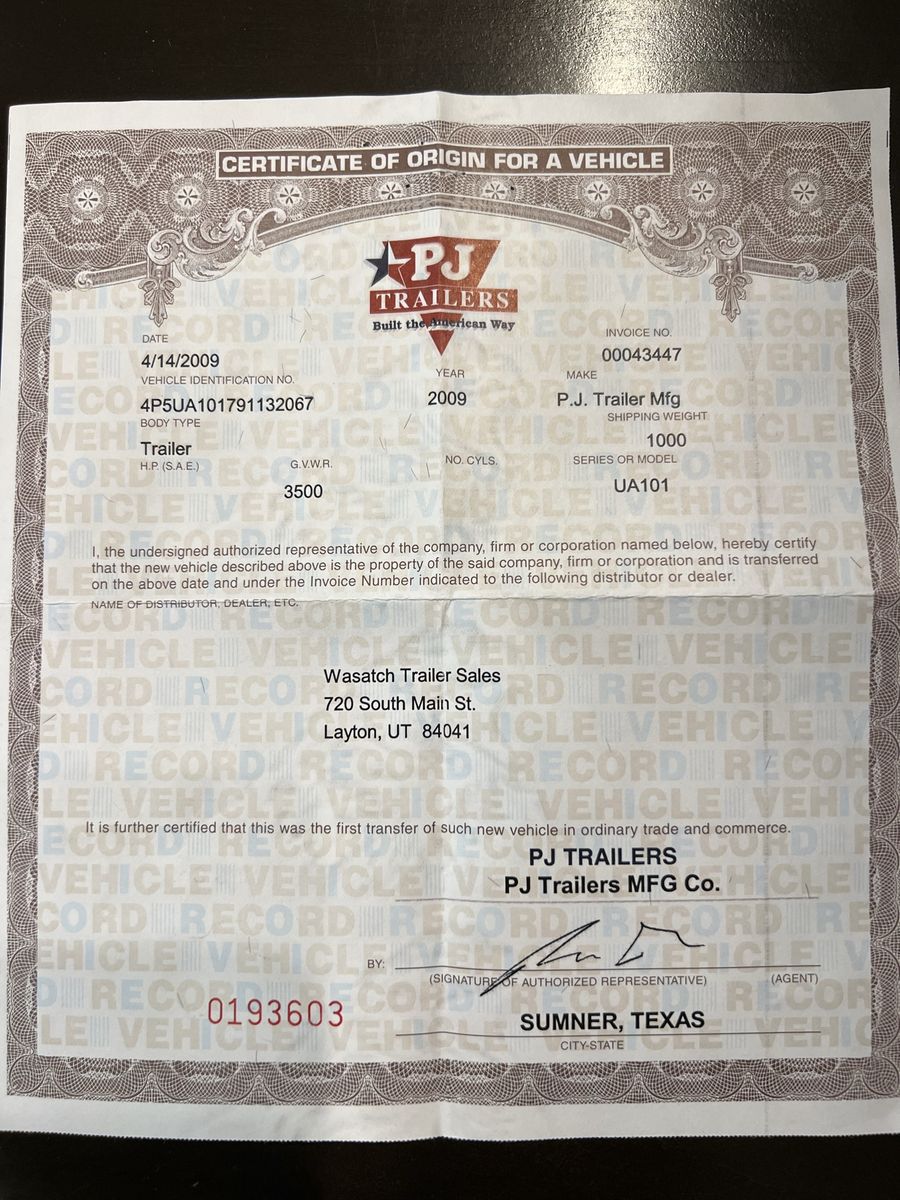 CERTIFICATE OF ORIGIN FOR A VEHICLE
PJ
TRAILERS
Built the American Way
DATE
4/14/2009
INVOICE NO.
00043447
VEHICLE IDENTIFICATION NO.
4P5UA101791132067
YEAR
2009
MAKE
P.J. Trailer Mfg
BODY TYPE
Trailer
SHIPPING WEIGHT
1000
H.P. (S.A.E.)
G.V.W.R.
3500
NO. CYLS.
SERIES OR MODEL
UA101
I, the undersigned authorized representative of the company, firm or corporation named below, hereby certify
that the new vehicle described above is the property of the said company, firm or corporation and is transferred
on the above date and under the Invoice Number indicated to the following distributor or dealer.
NAME OF DISTRIBUTOR, DEALER, ETC.
Wasatch Trailer Sales
720 South Main St.
Layton, UT 84041
It is further certified that this was the first transfer of such new vehicle in ordinary trade and commerce.
PJ TRAILERS
PJ Trailers MFG Co.
BY:
(SIGNATURE OF AUTHORIZED REPRESENTATIVE) (AGENT)
0193603
SUMNER, TEXAS
CITY-STATE